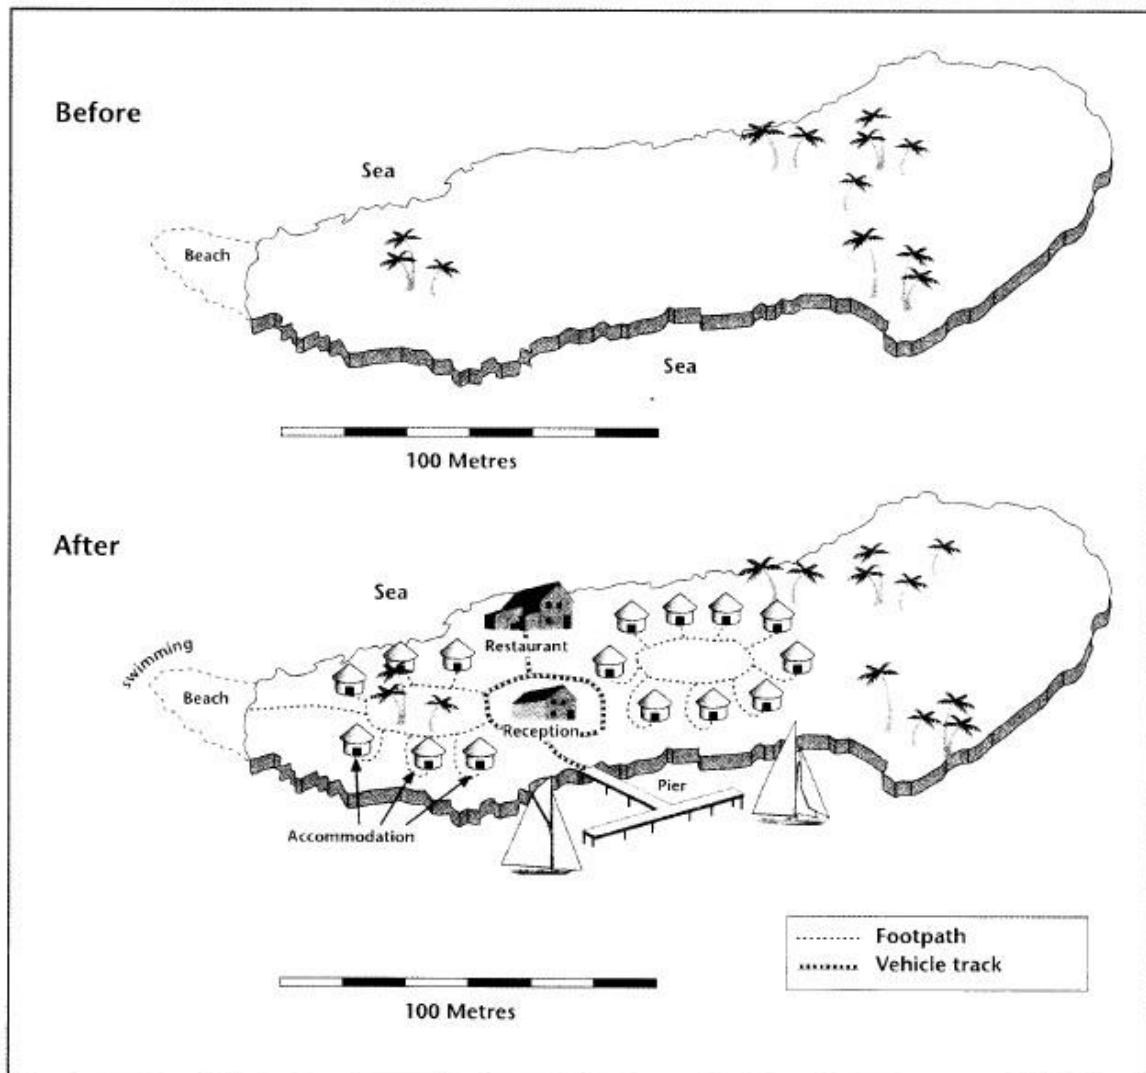 Before
Sea
Beach
Sea
100 Metres
After
Sea
swimming
Restaurant
Beach
Reception
Pier
Accommodation
Footpath
Vehicle track
100 Metres